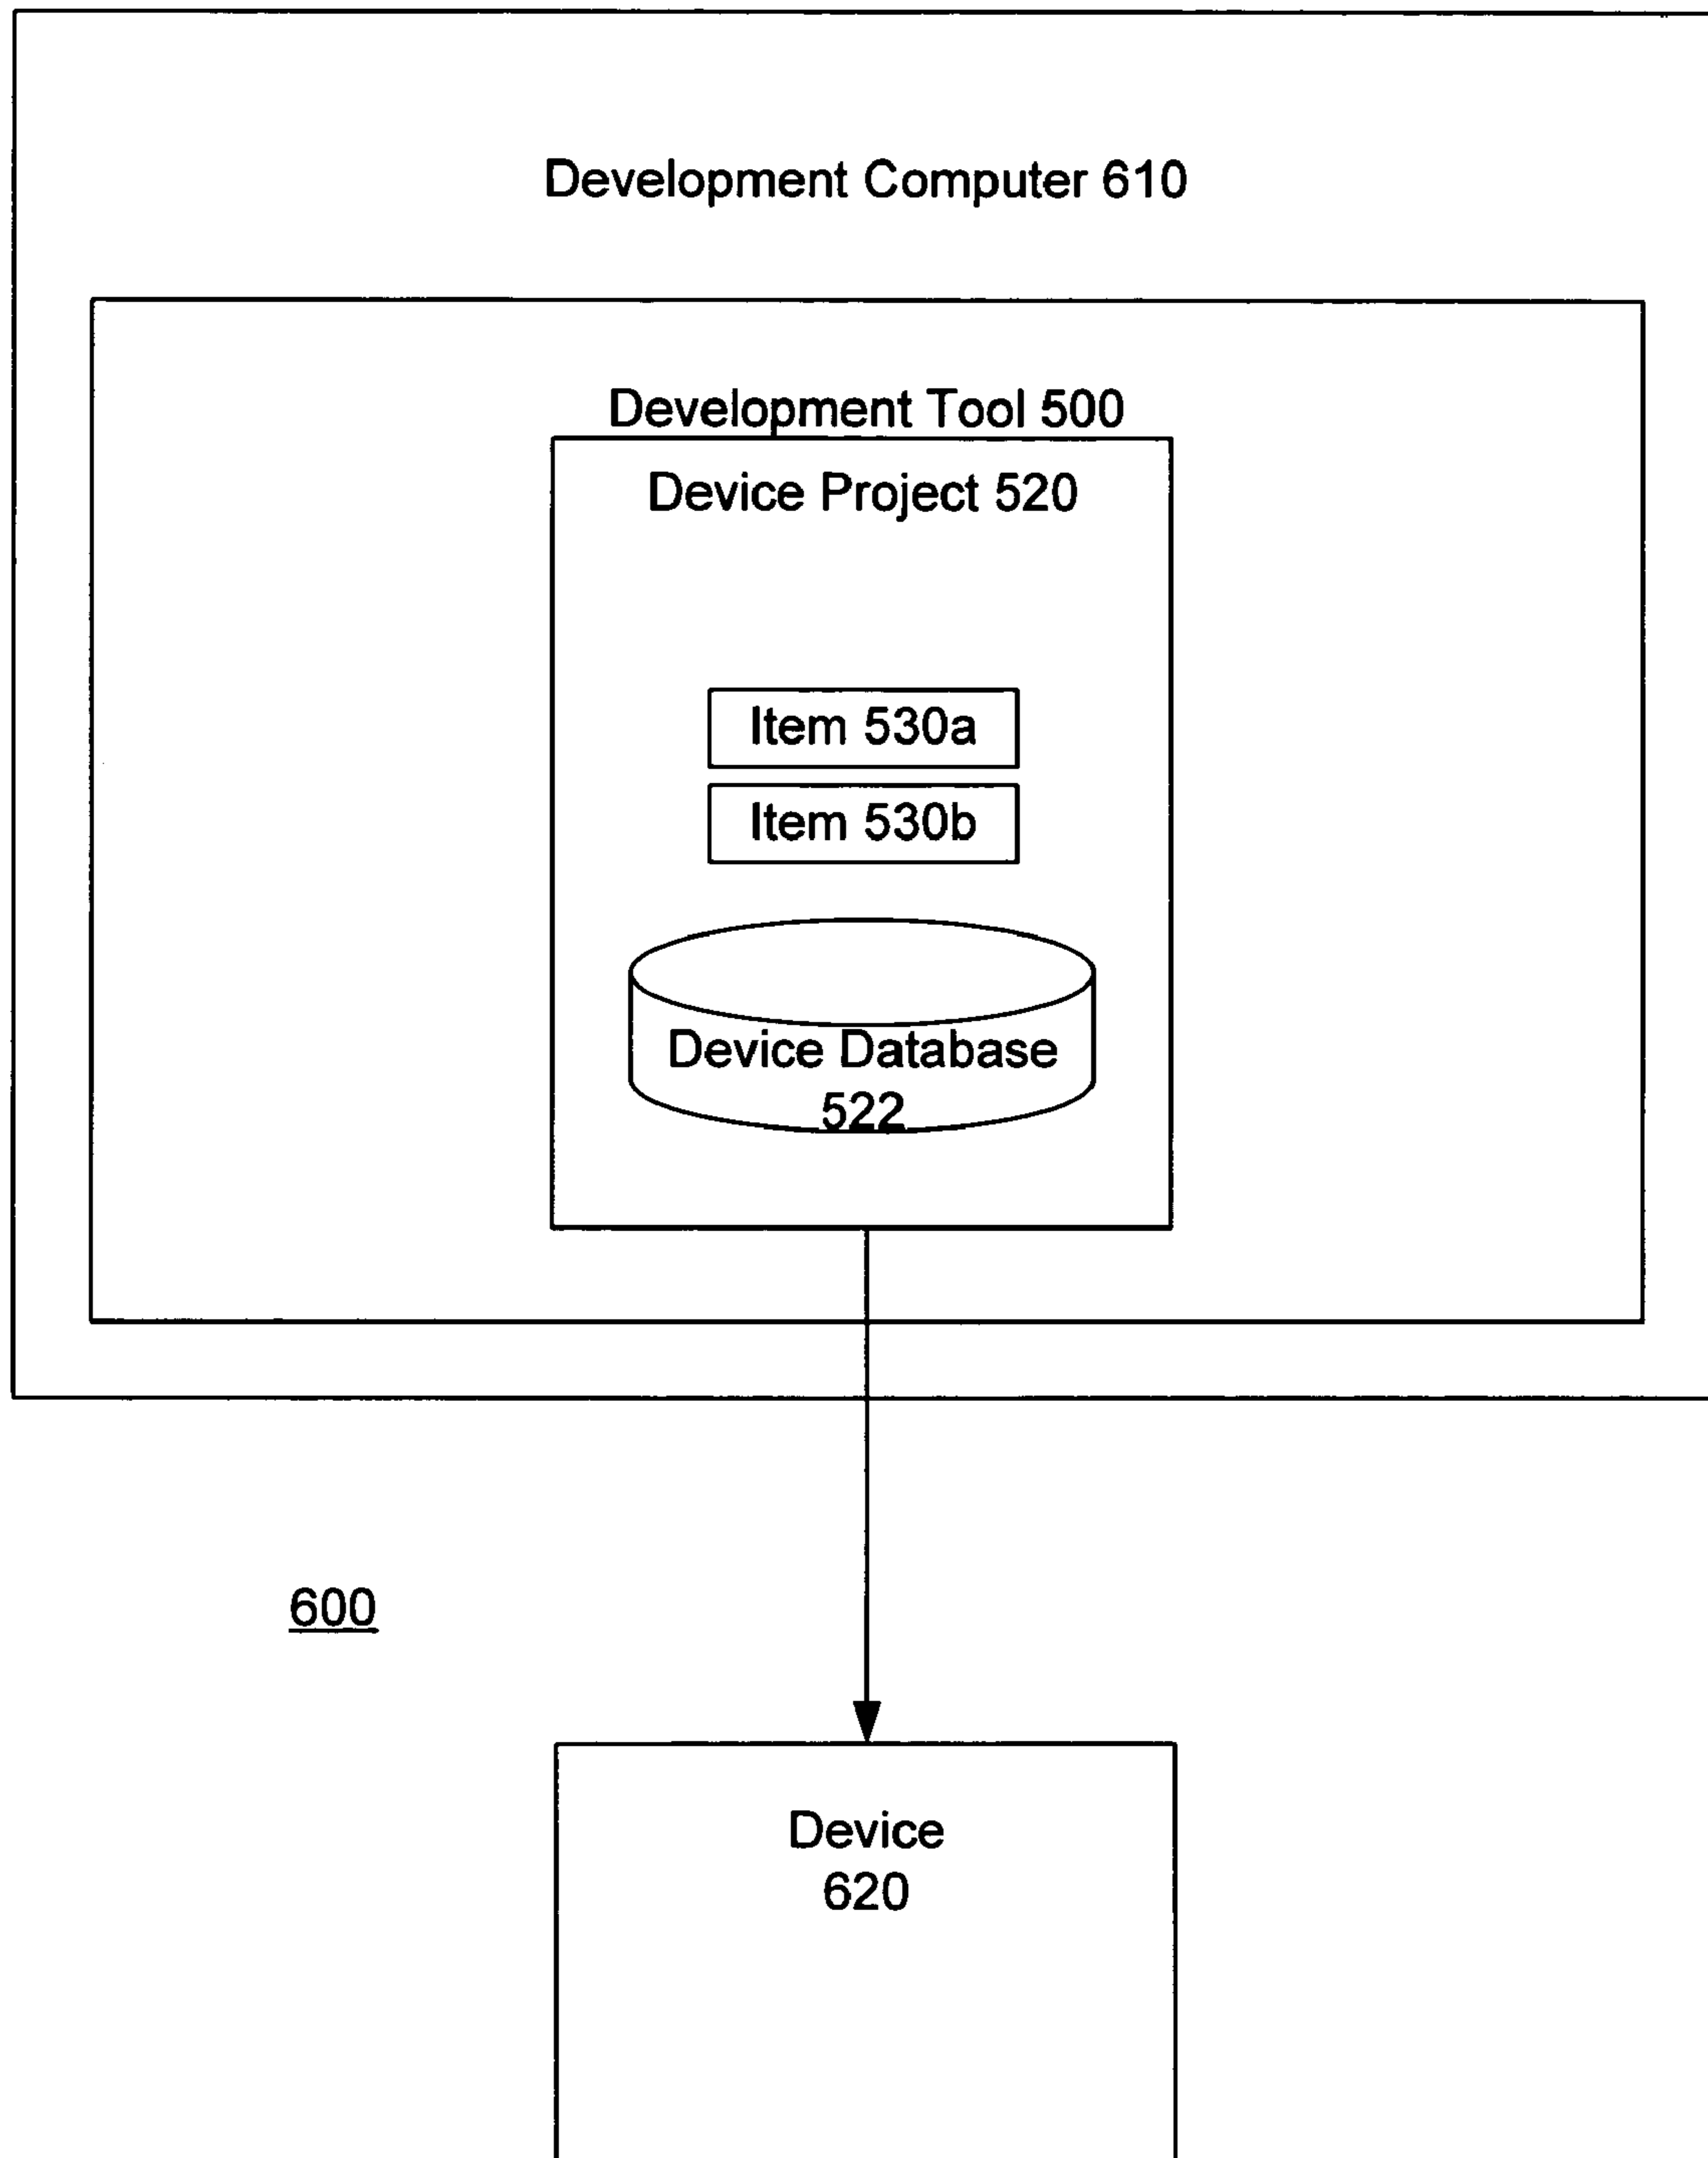 Development Computer 610
Development Tool 500
Device Project 520
Item 530a
Item 530b
Device Database
522
600
Device
620